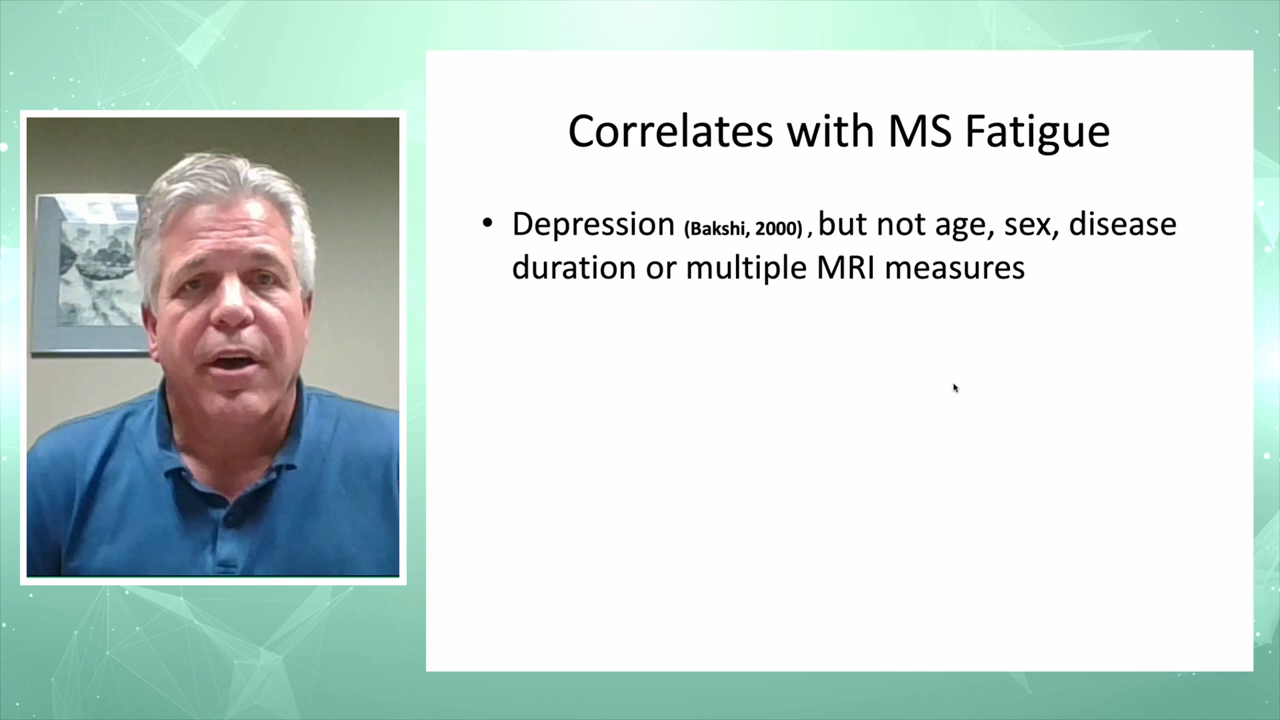 Correlates with MS Fatigue
• Depression (Bakshi, 2000) , but not age, sex, disease
duration or multiple MRI measures